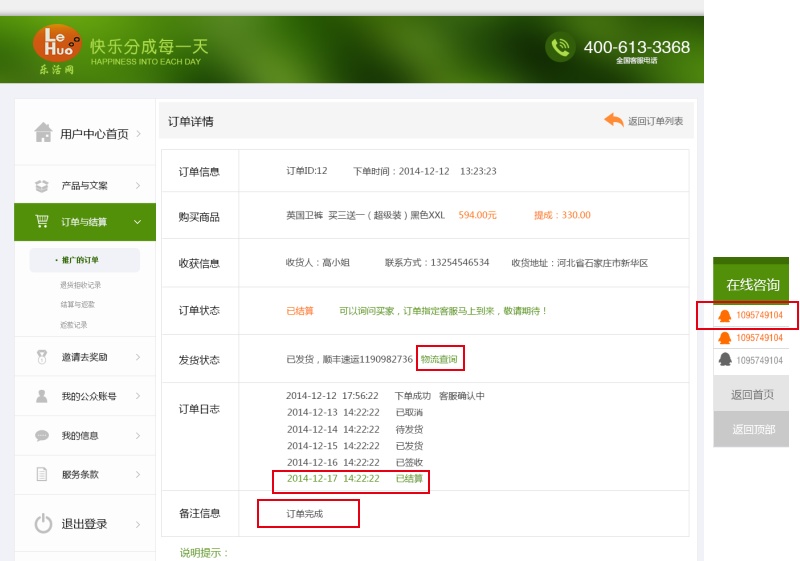 Le
Huo
乐活网
快乐分成每一天
HAPPINESS INTO EACH DAY
400-613-3368
全国客服电话
用户中心首页
产品与文案
订单与结算
· 推广的订单
退货拒收记录
结算与返款
返款记录
邀请去奖励
我的公众账号
我的信息
服务条款
退出登录
订单详情
返回订单列表
订单信息 订单ID:12 下单时间：2014-12-12 13:23:23
购买商品 英国卫裤 买三送一（超级装）黑色XXL 594.00元 提成：330.00
收获信息 收货人：高小姐 联系方式：13254546534 收货地址：河北省石家庄市新华区
订单状态 已结算 可以询问买家，订单指定客服马上到来，敬请期待！
发货状态 已发货，顺丰速运1190982736 物流查询
订单日志
2014-12-12 17:56:22 下单成功 客服确认中
2014-12-13 14:22:22 已取消
2014-12-14 14:22:22 待发货
2014-12-15 14:22:22 已发货
2014-12-16 14:22:22 已签收
2014-12-17 14:22:22 已结算
备注信息 订单完成
说明提示：
在线咨询
1095749104
1095749104
1095749104
返回首页
返回顶部